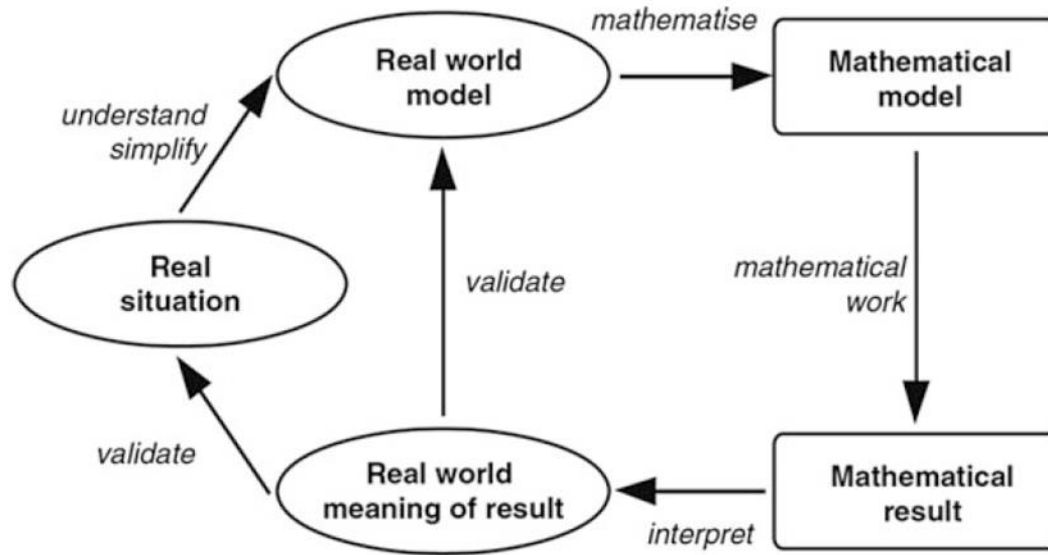 mathematise
Real world
model
Mathematical
model
understand
simplify
Real
situation
validate
mathematical
work
validate
Real world
meaning of result
interpret
Mathematical
result